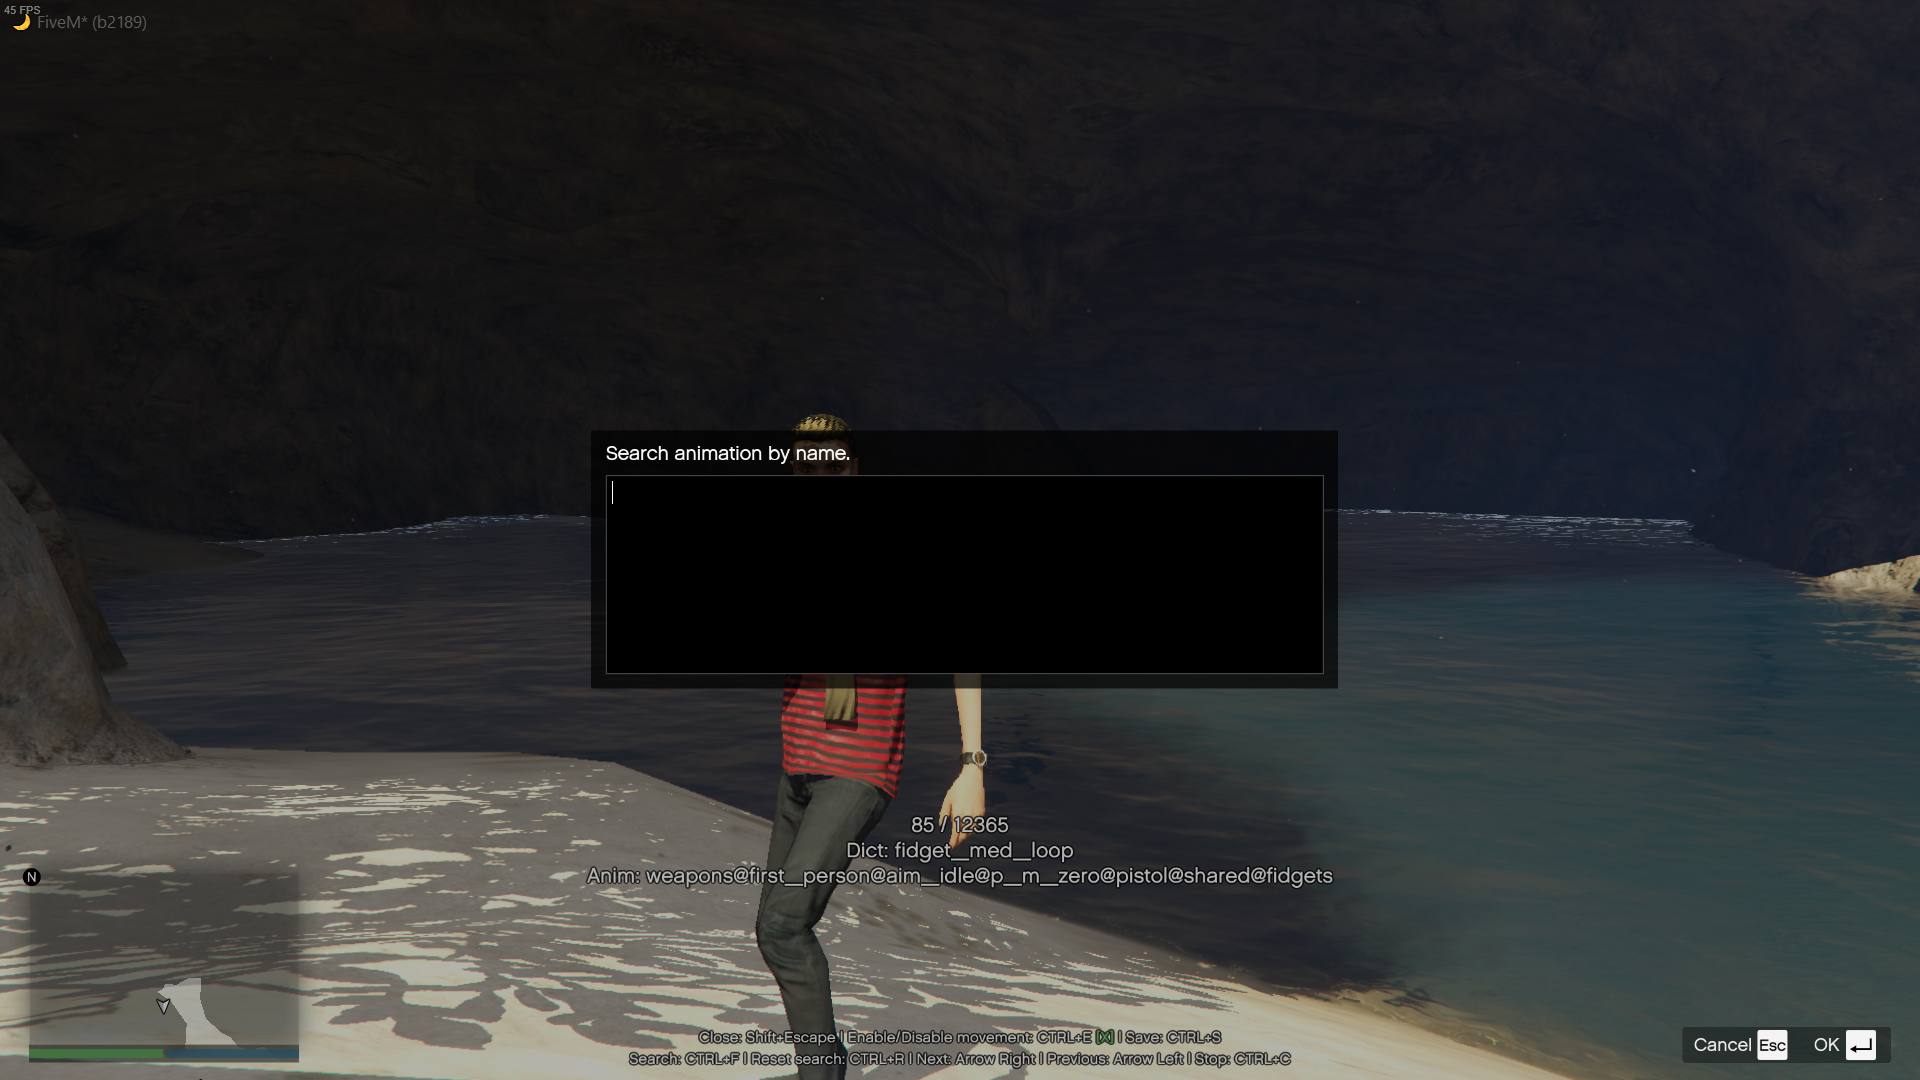 45 FPS
FiveM* (b2189)
Search animation by name.
85 / 12365
Dict: fidget_med_loop
Anim: weapons@first_person@aim_idle@p_m_zero@pistol@shared@fidgets
N
Close: Shift+Escape | Enable/Disable movement: CTRL+E [X] | Save: CTRL+S
Search: CTRL+F | Reset search: CTRL+R | Next: Arrow Right | Previous: Arrow Left | Stop: CTRL+C
Cancel Esc OK